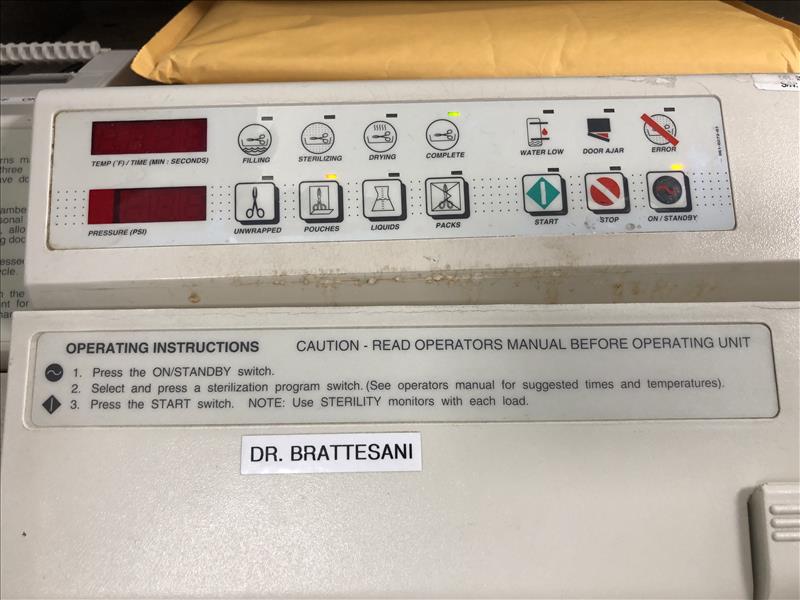 TEMP (°F) / TIME (MIN : SECONDS)
FILLING
STERILIZING
DRYING
COMPLETE
WATER LOW
DOOR AJAR
ERROR
PRESSURE (PSI)
UNWRAPPED
POUCHES
LIQUIDS
PACKS
START
STOP
ON / STANDBY
OPERATING INSTRUCTIONS CAUTION - READ OPERATORS MANUAL BEFORE OPERATING UNIT
1. Press the ON/STANDBY switch.
2. Select and press a sterilization program switch. (See operators manual for suggested times and temperatures).
3. Press the START switch. NOTE: Use STERILITY monitors with each load.
DR. BRATTESANI
three
the